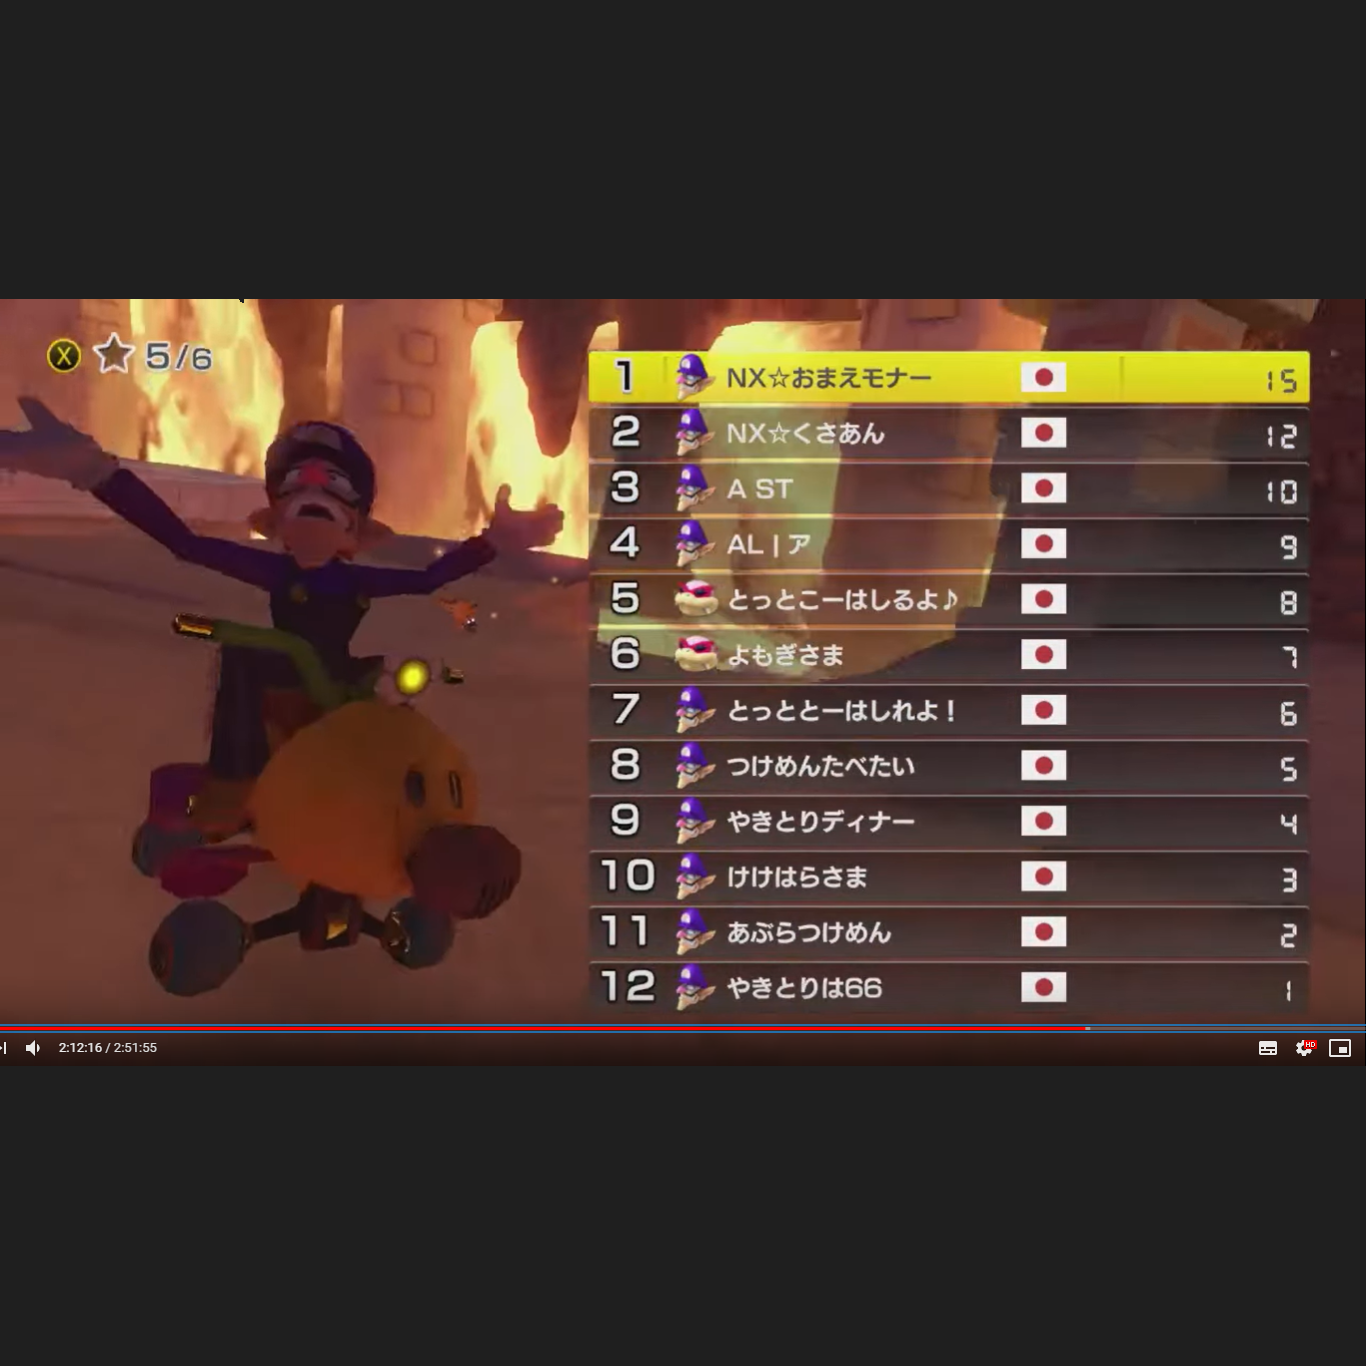 X 5/6
1 NX☆おまえモナー 15
2 NX☆くさあん 12
3 A ST 10
4 AL | ア 9
5 とっとこーはしるよ♪ 8
6 よもぎさま 7
7 とっととーはしれよ！ 6
8 つけめんたべたい 5
9 やきとりディナー 4
10 けけはらさま 3
11 あぶらつけめん 2
12 やきとりは66 1
2:12:16 / 2:51:55 HD